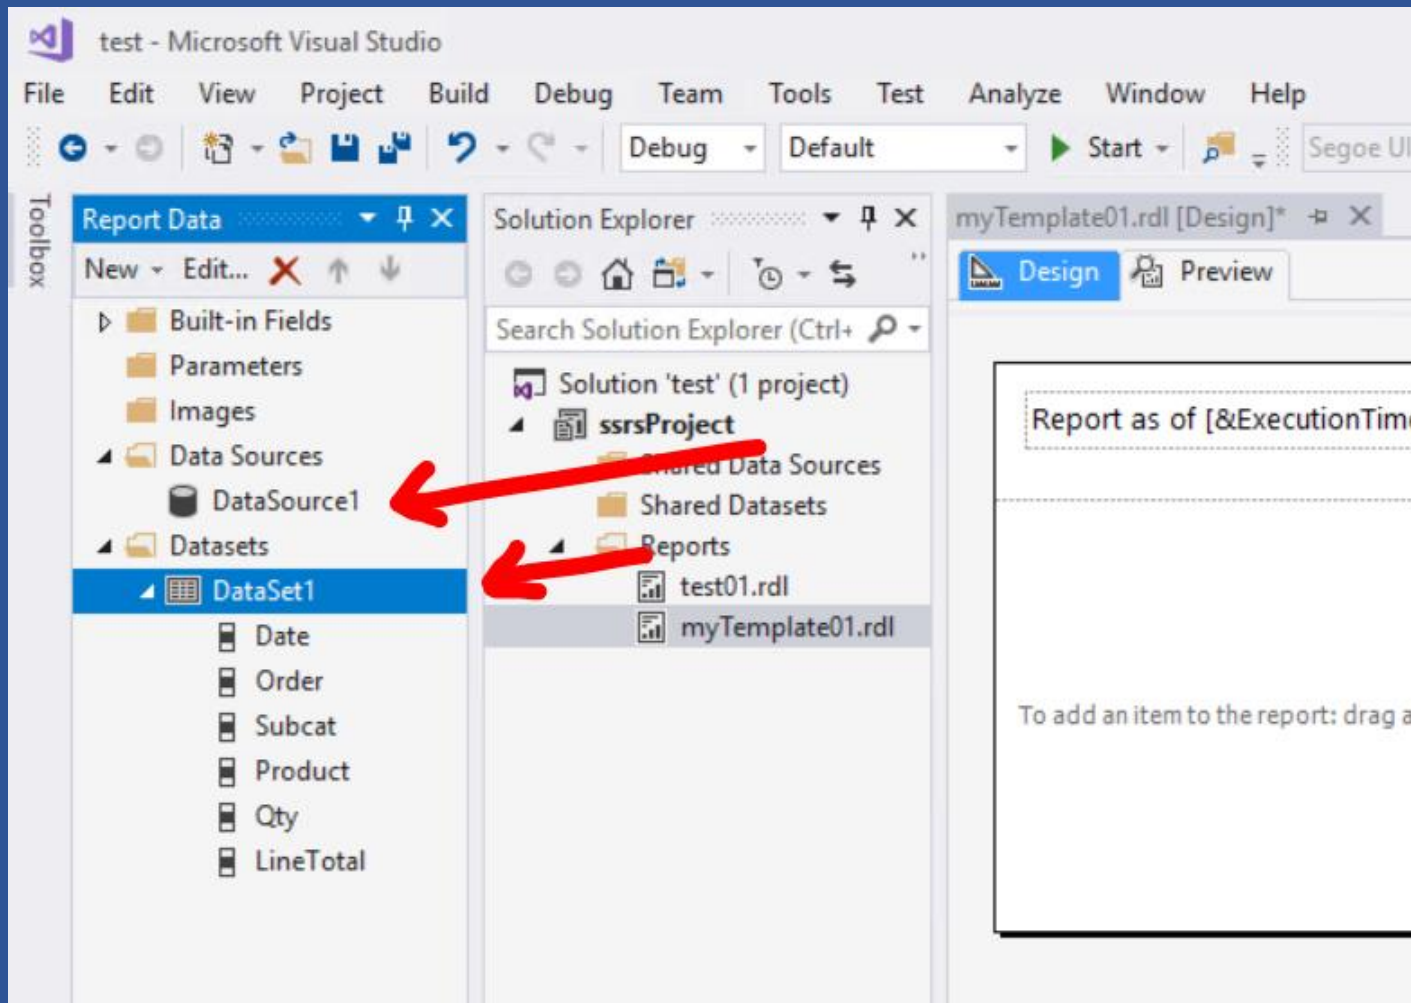 test - Microsoft Visual Studio
File Edit View Project Build Debug Team Tools Test Analyze Window Help
Debug Default Start Segoe UI
Toolbox
Report Data
New Edit...
Built-in Fields
Parameters
Images
Data Sources
DataSource1
Datasets
DataSet1
Date
Order
Subcat
Product
Qty
LineTotal
Solution Explorer
Search Solution Explorer (Ctrl+
Solution 'test' (1 project)
ssrsProject
Shared Data Sources
Shared Datasets
Reports
test01.rdl
myTemplate01.rdl
myTemplate01.rdl [Design]*
Design Preview
Report as of [&ExecutionTime
To add an item to the report: drag a